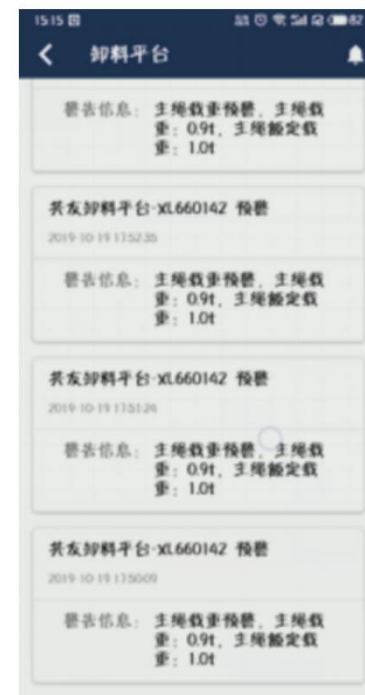 15:15
82
卸料平台
警告信息： 主绳载重预警，主绳载
重：0.9t，主绳额定载
重：1.0t
共友卸料平台-XL660142 预警
2019-10-19 13:52:35
警告信息： 主绳载重预警，主绳载
重：0.9t，主绳额定载
重：1.0t
共友卸料平台-XL660142 预警
2019-10-19 13:51:26
警告信息： 主绳载重预警，主绳载
重：0.9t，主绳额定载
重：1.0t
共友卸料平台-XL660142 预警
2019-10-19 13:50:09
警告信息： 主绳载重预警，主绳载
重：0.9t，主绳额定载
重：1.0t